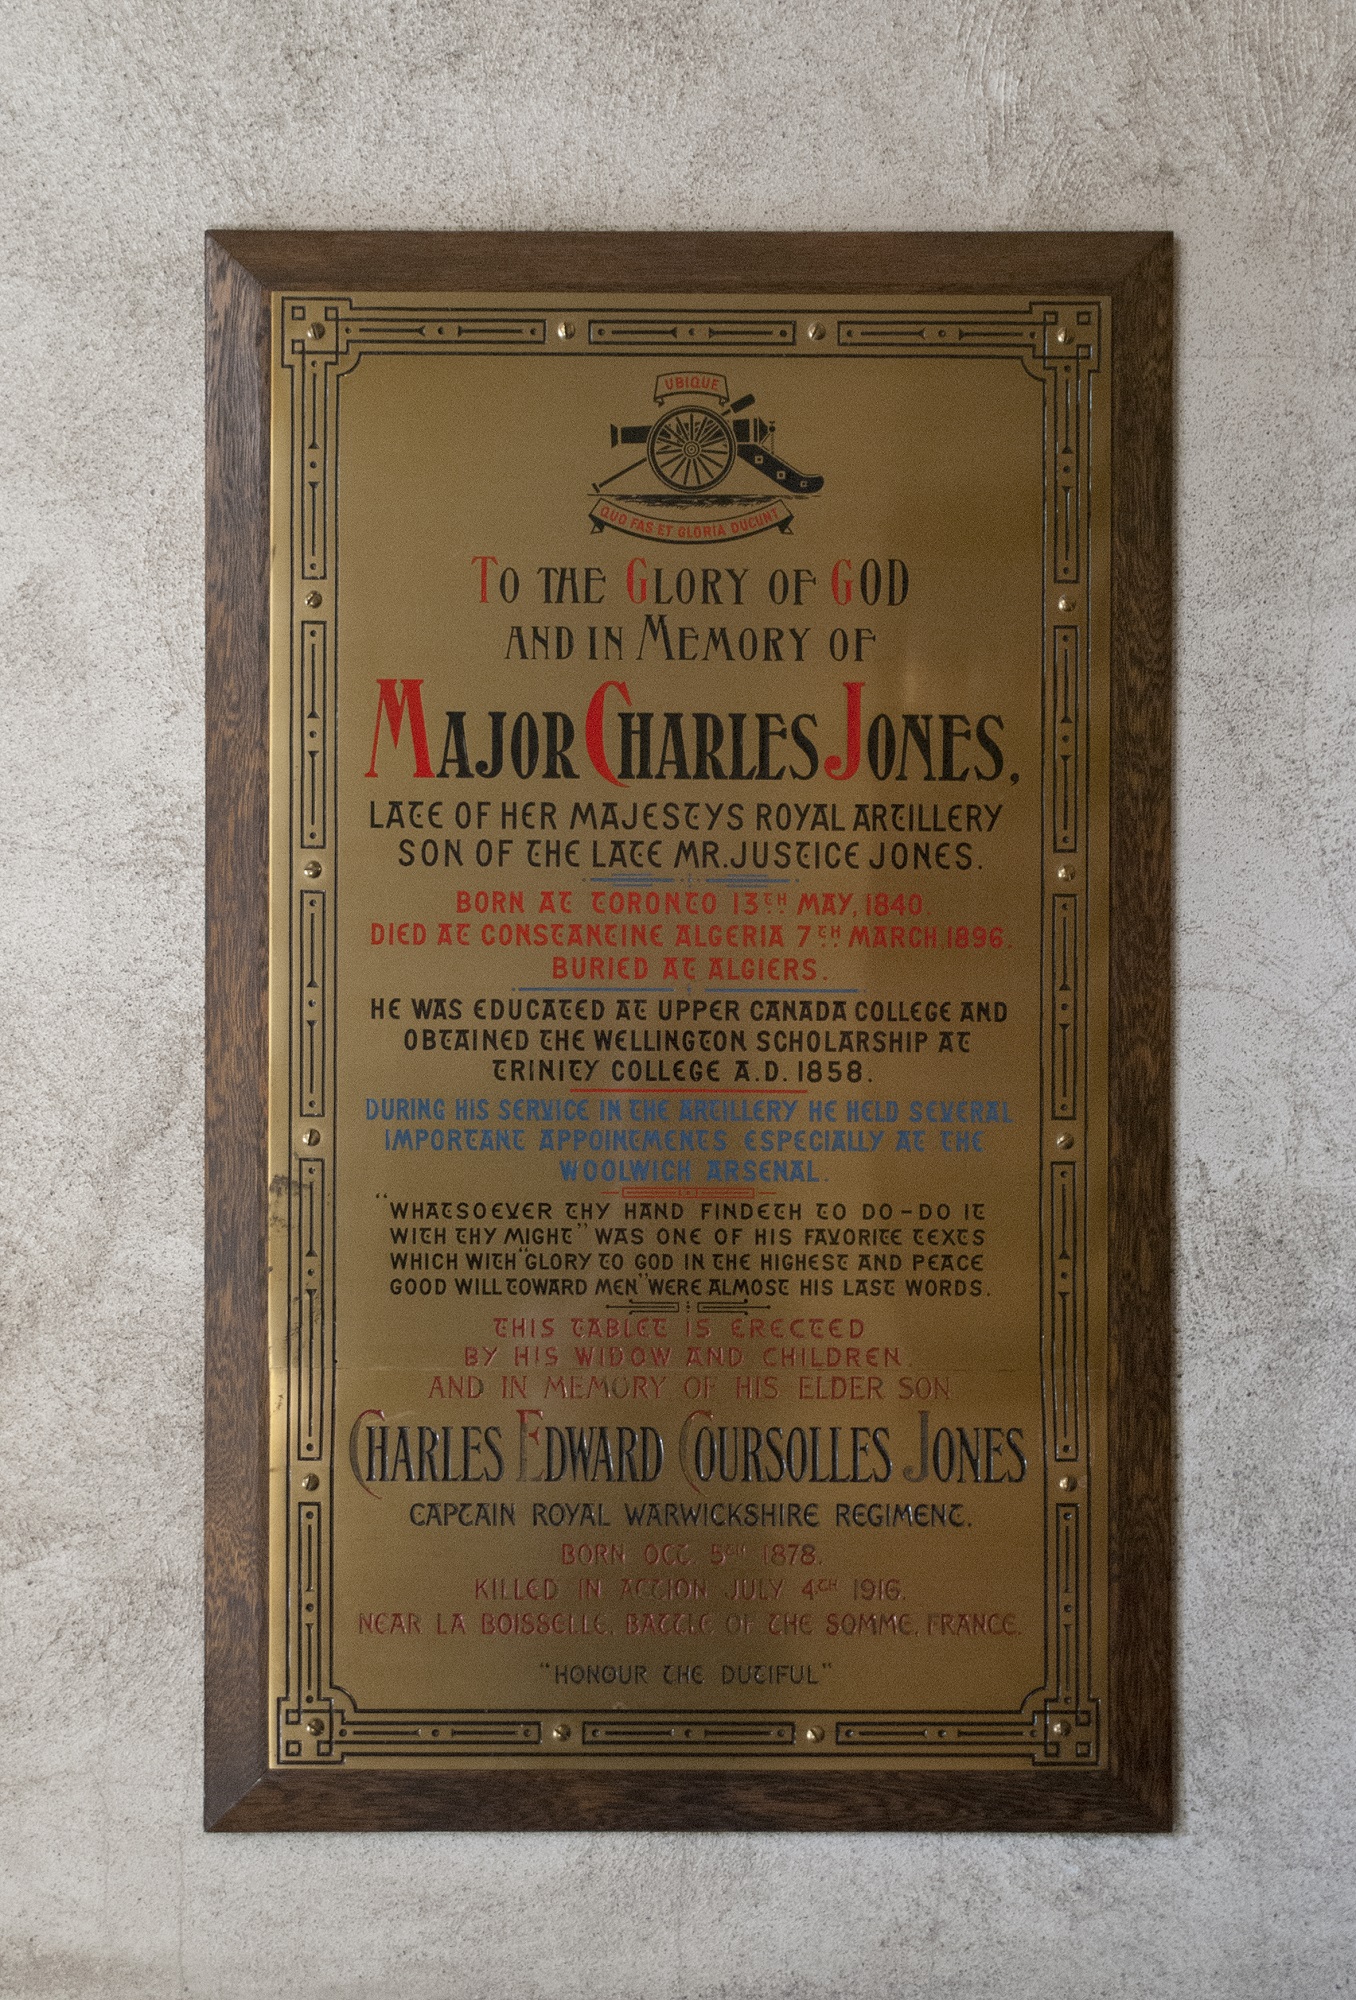 UBIQUE
QUO FAS ET GLORIA DUCUNT
TO THE GLORY OF GOD
AND IN MEMORY OF
MAJOR CHARLES JONES,
LATE OF HER MAJESTYS ROYAL ARTILLERY
SON OF THE LATE MR. JUSTICE JONES.
BORN AT TORONTO 13TH MAY, 1840.
DIED AT CONSTANTINE ALGERIA 7TH MARCH, 1896.
BURIED AT ALGIERS.
HE WAS EDUCATED AT UPPER CANADA COLLEGE AND
OBTAINED THE WELLINGTON SCHOLARSHIP AT
TRINITY COLLEGE A.D. 1858.
DURING HIS SERVICE IN THE ARTILLERY HE HELD SEVERAL
IMPORTANT APPOINTMENTS ESPECIALLY AT THE
WOOLWICH ARSENAL.
"WHATSOEVER THY HAND FINDETH TO DO - DO IT
WITH THY MIGHT" WAS ONE OF HIS FAVORITE TEXTS
WHICH WITH "GLORY TO GOD IN THE HIGHEST AND PEACE
GOOD WILL TOWARD MEN" WERE ALMOST HIS LAST WORDS.
THIS TABLET IS ERECTED
BY HIS WIDOW AND CHILDREN
AND IN MEMORY OF HIS ELDER SON
CHARLES EDWARD COURSOLLES JONES
CAPTAIN ROYAL WARWICKSHIRE REGIMENT.
BORN OCT. 5TH 1878.
KILLED IN ACTION JULY 4TH 1916.
NEAR LA BOISSELLE, BATTLE OF THE SOMME, FRANCE.
"HONOUR THE DUTIFUL"